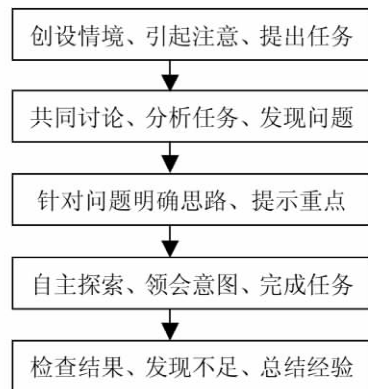 创设情境、引起注意、提出任务
共同讨论、分析任务、发现问题
针对问题明确思路、提示重点
自主探索、领会意图、完成任务
检查结果、发现不足、总结经验